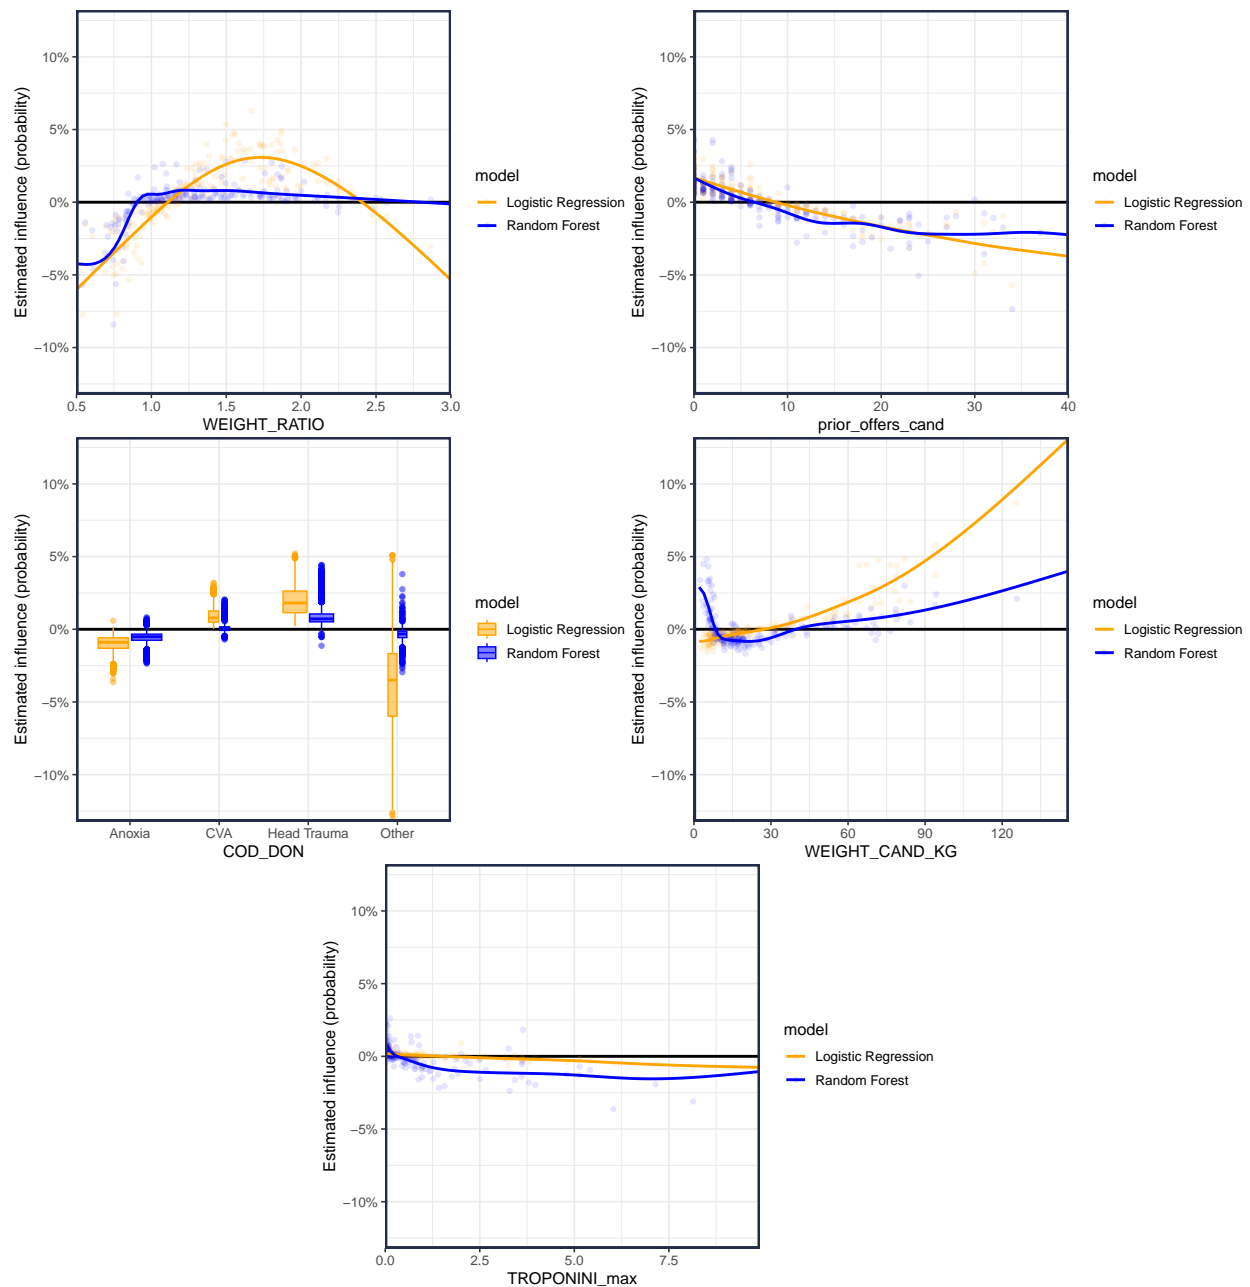 Estimated influence (probability)
10%
5%
0%
−5%
−10%
0.5 1.0 1.5 2.0 2.5 3.0
WEIGHT_RATIO
model
Logistic Regression
Random Forest
Estimated influence (probability)
10%
5%
0%
−5%
−10%
0 10 20 30 40
prior_offers_cand
model
Logistic Regression
Random Forest
Estimated influence (probability)
10%
5%
0%
−5%
−10%
Anoxia CVA Head Trauma Other
COD_DON
model
Logistic Regression
Random Forest
Estimated influence (probability)
10%
5%
0%
−5%
−10%
0 30 60 90 120
WEIGHT_CAND_KG
model
Logistic Regression
Random Forest
Estimated influence (probability)
10%
5%
0%
−5%
−10%
0.0 2.5 5.0 7.5
TROPONINI_max
model
Logistic Regression
Random Forest